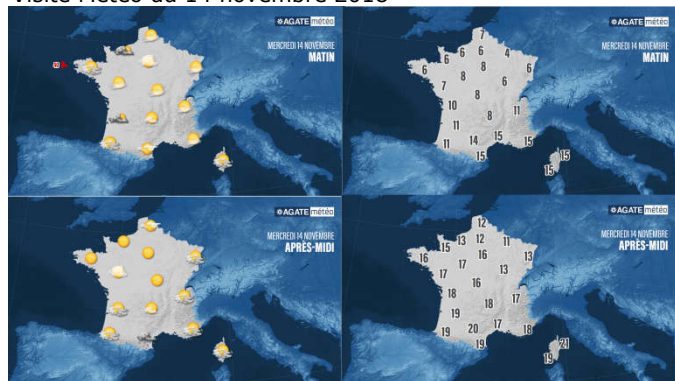 Visite Météo du 14 novembre 2018
AGATE météo
MERCREDI 14 NOVEMBRE
MATIN
AGATE météo
MERCREDI 14 NOVEMBRE
MATIN
7
6 6 4
6 8 6
6
8 6
7
8
10 8 11
11
11 14 15 15
15 15
15
AGATE météo
MERCREDI 14 NOVEMBRE
APRÈS-MIDI
AGATE météo
MERCREDI 14 NOVEMBRE
APRÈS-MIDI
12
13 12 11
15 16 13
16
17 13
17
16
18 18 17
19
19 20 17 18
19 21
19